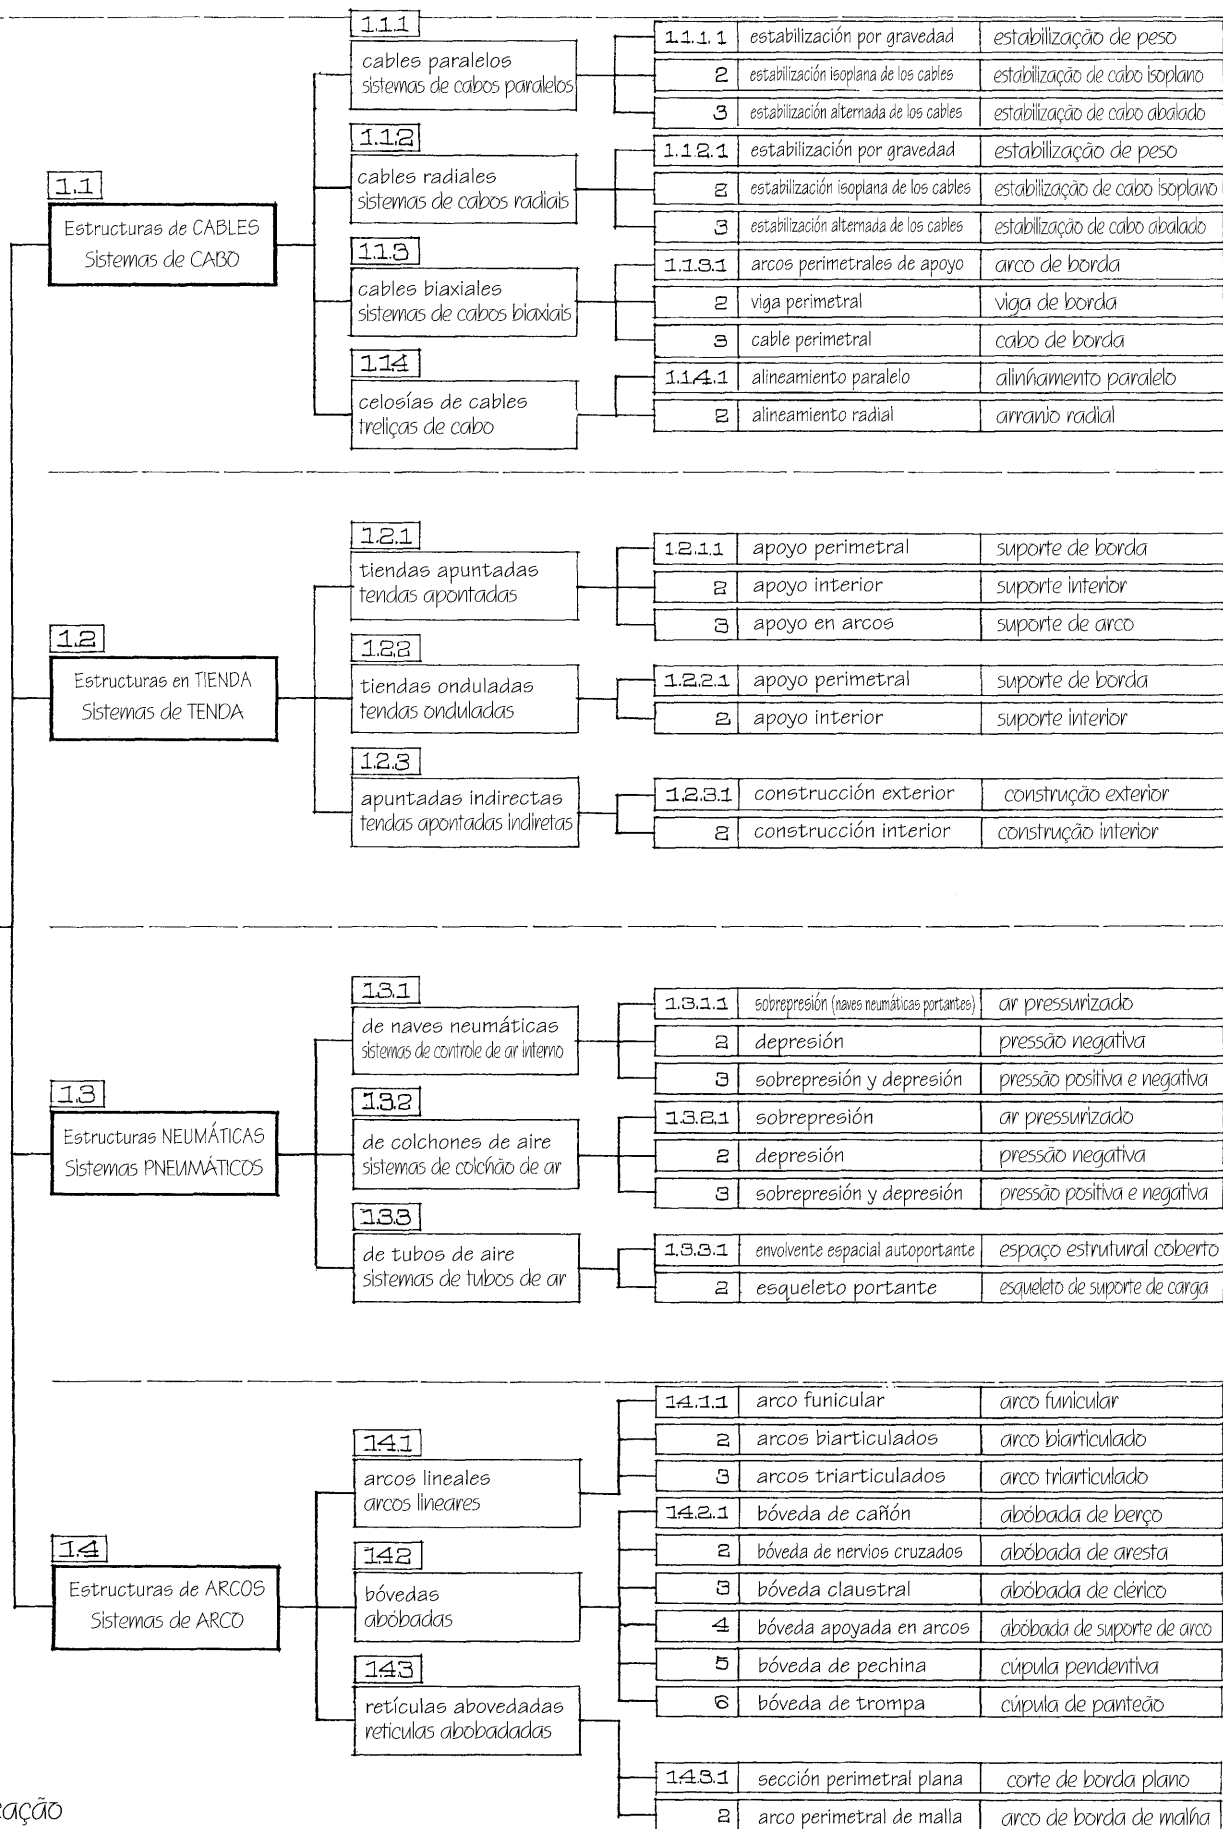 1.1.1
cables paralelos
sistemas de cabos paralelos
1.1.1.1 estabilización por gravedad estabilização de peso
2 estabilización isoplana de los cables estabilização de cabo isoplano
3 estabilización alternada de los cables estabilização de cabo abalado
1.1.2
cables radiales
sistemas de cabos radiais
1.1.2.1 estabilización por gravedad estabilização de peso
2 estabilización isoplana de los cables estabilização de cabo isoplano
3 estabilización alternada de los cables estabilização de cabo abalado
1.1
Estructuras de CABLES
Sistemas de CABO
1.1.3
cables biaxiales
sistemas de cabos biaxiais
1.1.3.1 arcos perimetrales de apoyo arco de borda
2 viga perimetral viga de borda
3 cable perimetral cabo de borda
1.1.4
celosías de cables
treliças de cabo
1.1.4.1 alineamiento paralelo alinhamento paralelo
2 alineamiento radial arranjo radial
1.2.1
tiendas apuntadas
tendas apontadas
1.2.1.1 apoyo perimetral suporte de borda
2 apoyo interior suporte interior
3 apoyo en arcos suporte de arco
1.2
Estructuras en TIENDA
Sistemas de TENDA
1.2.2
tiendas onduladas
tendas onduladas
1.2.2.1 apoyo perimetral suporte de borda
2 apoyo interior suporte interior
1.2.3
apuntadas indirectas
tendas apontadas indiretas
1.2.3.1 construcción exterior construção exterior
2 construcción interior construção interior
1.3.1
de naves neumáticas
sistemas de controle de ar interno
1.3.1.1 sobrepresión (naves neumáticas portantes) ar pressurizado
2 depresión pressão negativa
3 sobrepresión y depresión pressão positiva e negativa
1.3
Estructuras NEUMÁTICAS
Sistemas PNEUMÁTICOS
1.3.2
de colchones de aire
sistemas de colchão de ar
1.3.2.1 sobrepresión ar pressurizado
2 depresión pressão negativa
3 sobrepresión y depresión pressão positiva e negativa
1.3.3
de tubos de aire
sistemas de tubos de ar
1.3.3.1 envolvente espacial autoportante espaço estrutural coberto
2 esqueleto portante esqueleto de suporte de carga
1.4.1
arcos lineales
arcos lineares
1.4.1.1 arco funicular arco funicular
2 arcos biarticulados arco biarticulado
3 arcos triarticulados arco triarticulado
1.4
Estructuras de ARCOS
Sistemas de ARCO
1.4.2
bóvedas
abóbadas
1.4.2.1 bóveda de cañón abóbada de berço
2 bóveda de nervios cruzados abóbada de aresta
3 bóveda claustral abóbada de clérico
4 bóveda apoyada en arcos abóbada de suporte de arco
5 bóveda de pechina cúpula pendentiva
6 bóveda de trompa cúpula de panteão
1.4.3
retículas abovedadas
retículas abobadadas
1.4.3.1 sección perimetral plana corte de borda plano
2 arco perimetral de malla arco de borda de malha